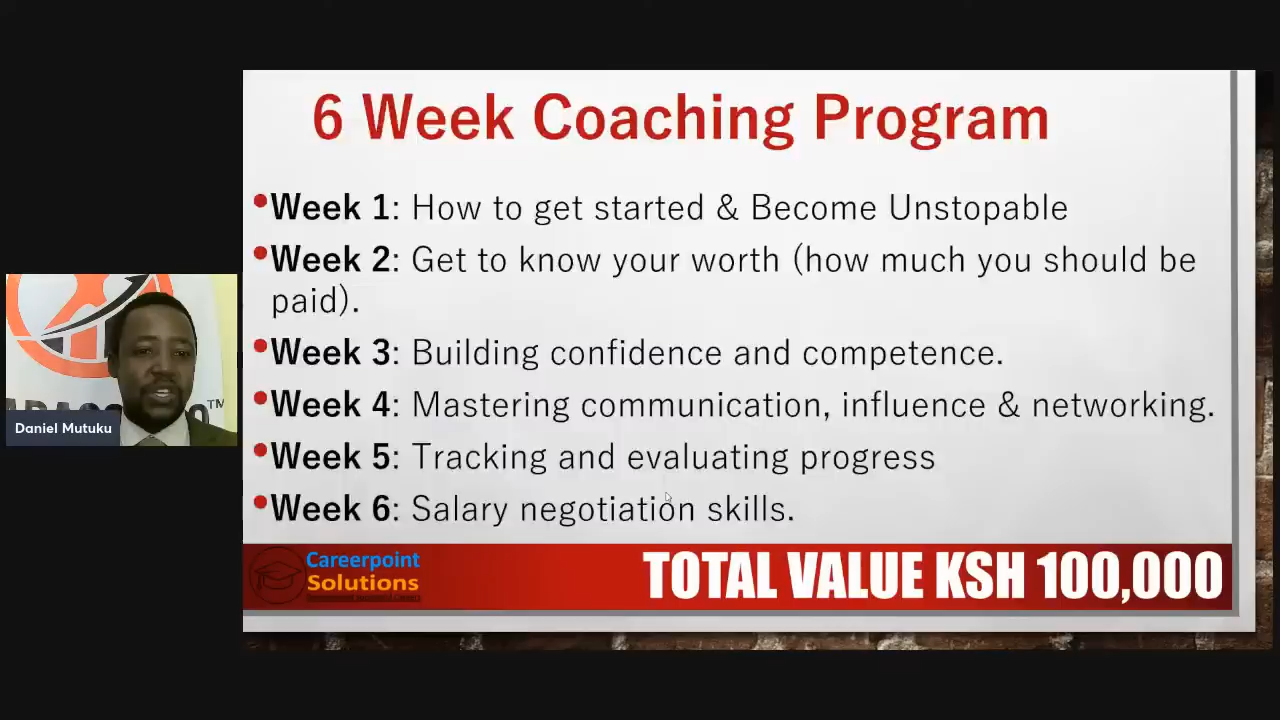 6 Week Coaching Program
•Week 1: How to get started & Become Unstopable
•Week 2: Get to know your worth (how much you should be
paid).
•Week 3: Building confidence and competence.
•Week 4: Mastering communication, influence & networking.
•Week 5: Tracking and evaluating progress
•Week 6: Salary negotiation skills.
Careerpoint
Solutions
TOTAL VALUE KSH 100,000
TM
Daniel Mutuku